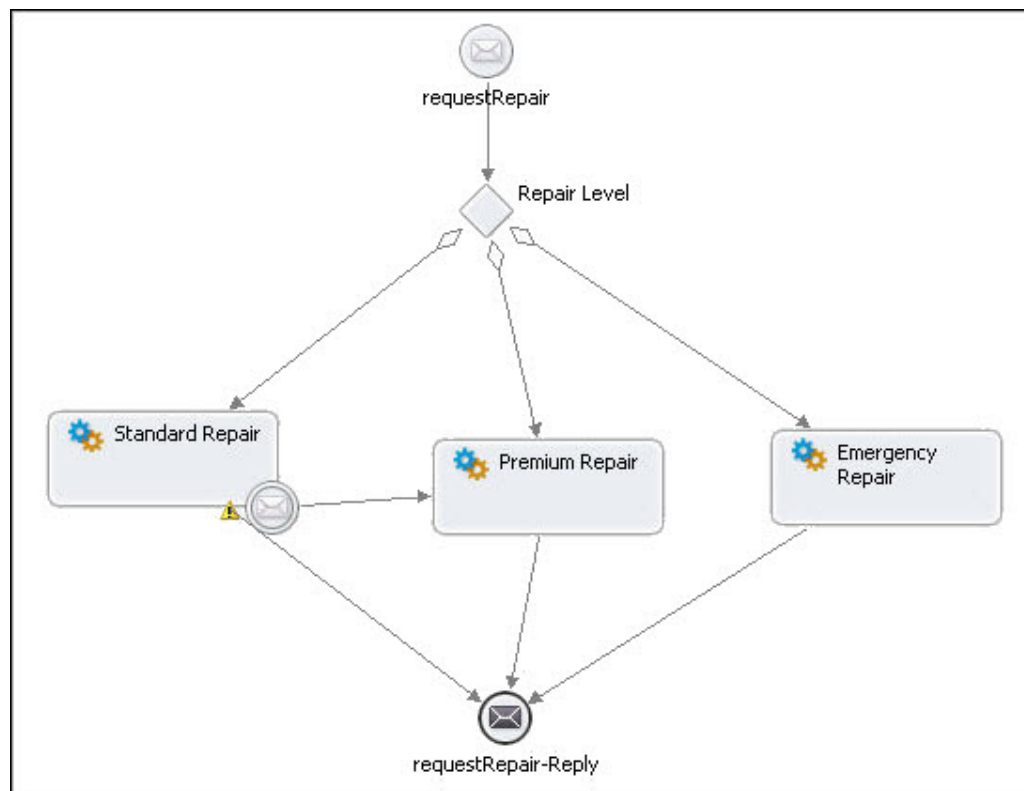 requestRepair
Repair Level
Standard Repair
Premium Repair
Emergency
Repair
requestRepair-Reply